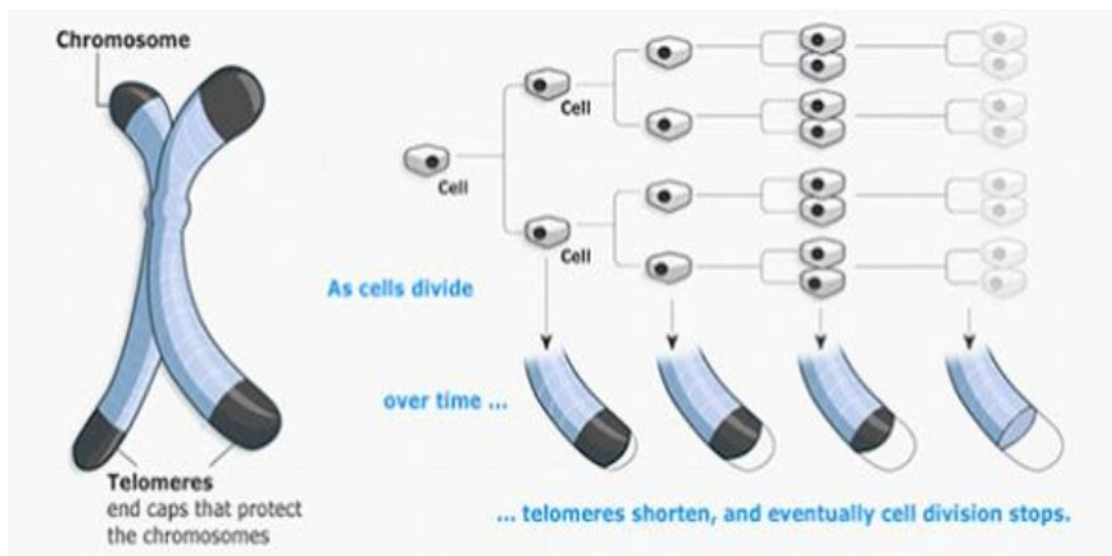 Chromosome
Cell
Cell
Cell
As cells divide
over time ...
Telomeres
end caps that protect
the chromosomes
... telomeres shorten, and eventually cell division stops.